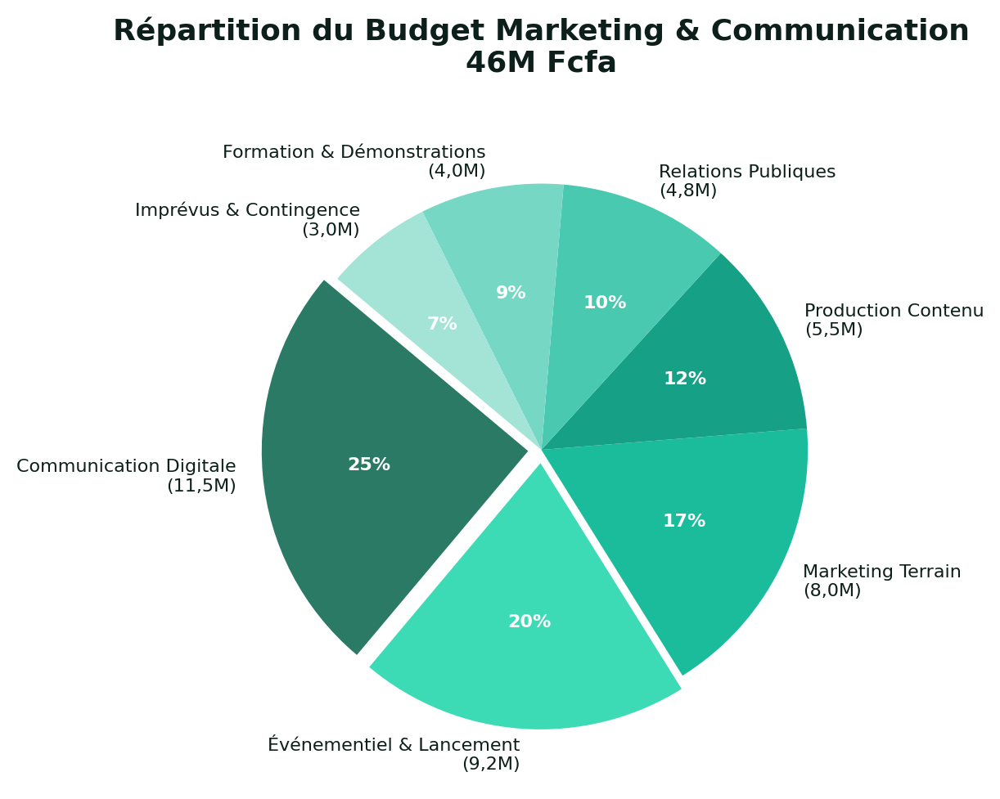 Répartition du Budget Marketing & Communication
46M Fcfa
Formation & Démonstrations
(4,0M)
Relations Publiques
(4,8M)
Imprévus & Contingence
(3,0M)
Production Contenu
(5,5M)
Communication Digitale
(11,5M)
Marketing Terrain
(8,0M)
Événementiel & Lancement
(9,2M)
9%
10%
7%
12%
25%
17%
20%